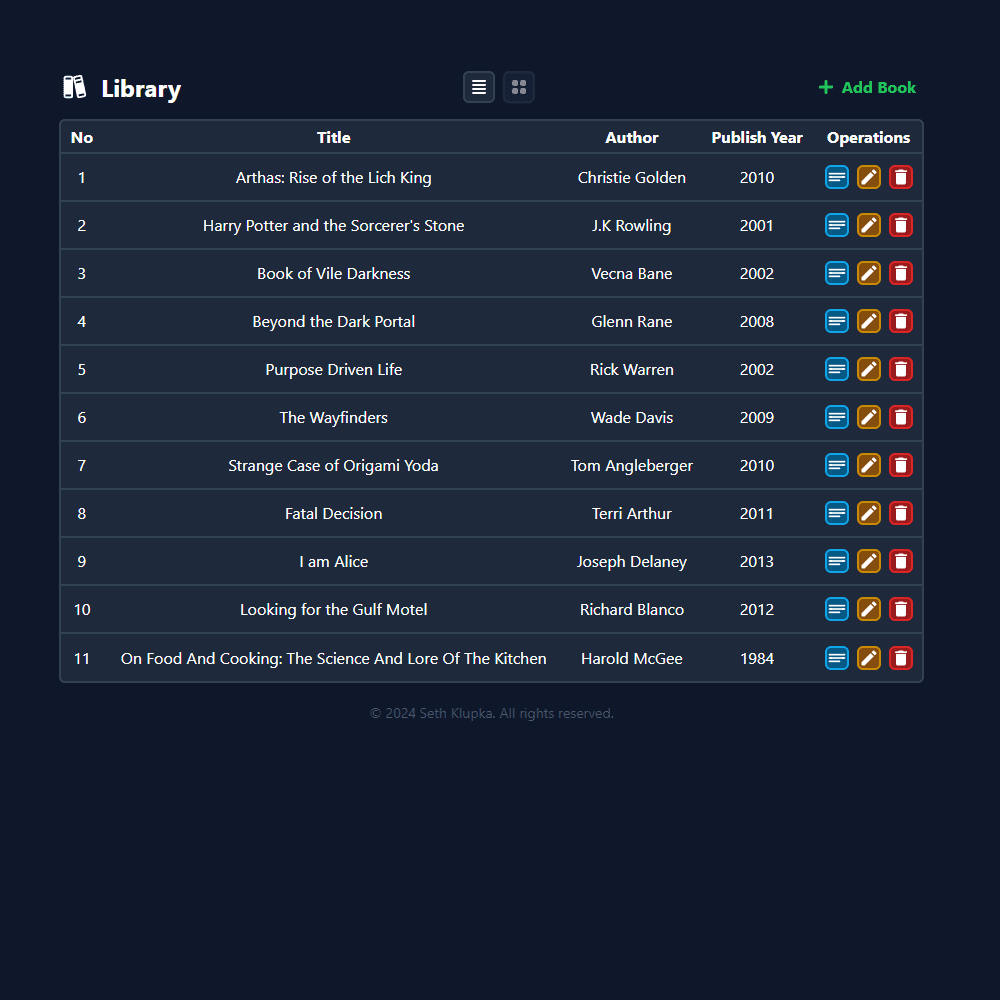 Library
Add Book
No Title Author Publish Year Operations
1 Arthas: Rise of the Lich King Christie Golden 2010
2 Harry Potter and the Sorcerer's Stone J.K Rowling 2001
3 Book of Vile Darkness Vecna Bane 2002
4 Beyond the Dark Portal Glenn Rane 2008
5 Purpose Driven Life Rick Warren 2002
6 The Wayfinders Wade Davis 2009
7 Strange Case of Origami Yoda Tom Angleberger 2010
8 Fatal Decision Terri Arthur 2011
9 I am Alice Joseph Delaney 2013
10 Looking for the Gulf Motel Richard Blanco 2012
11 On Food And Cooking: The Science And Lore Of The Kitchen Harold McGee 1984
© 2024 Seth Klupka. All rights reserved.